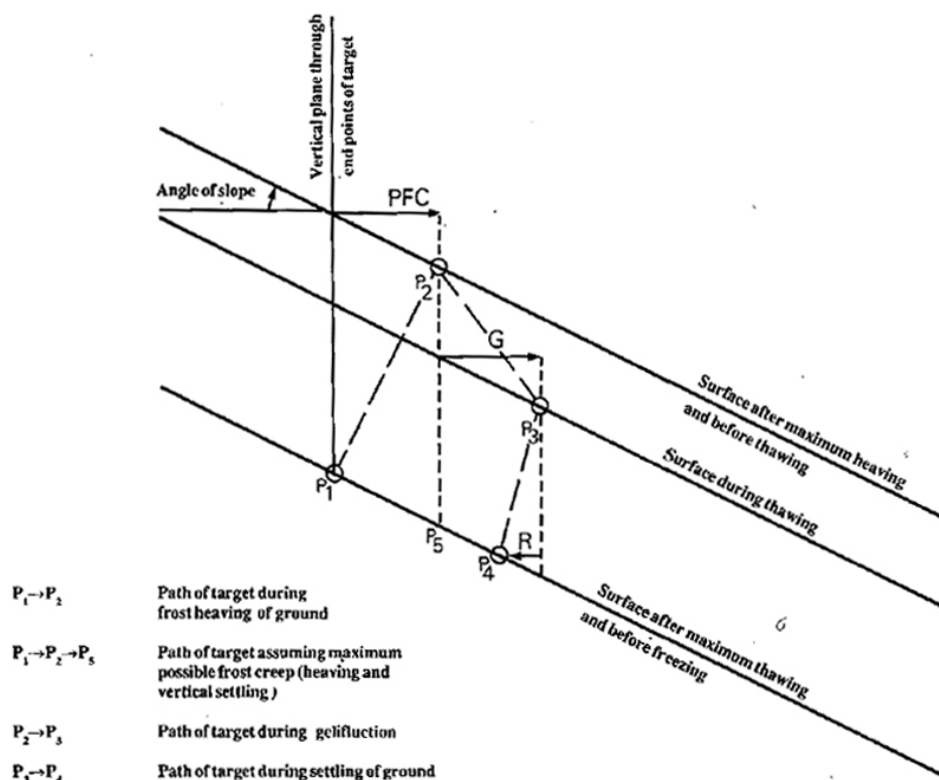 Vertical plane through
end points of target
Angle of slope
PFC
P2
G
P3
P1
P5
P4
R
Surface after maximum heaving
and before thawing
Surface during thawing
Surface after maximum thawing
and before freezing
P1→P2 Path of target during
frost heaving of ground
P1→P2→P5 Path of target assuming maximum
possible frost creep (heaving and
vertical settling)
P2→P3 Path of target during gelifluction
P3→P4 Path of target during settling of ground